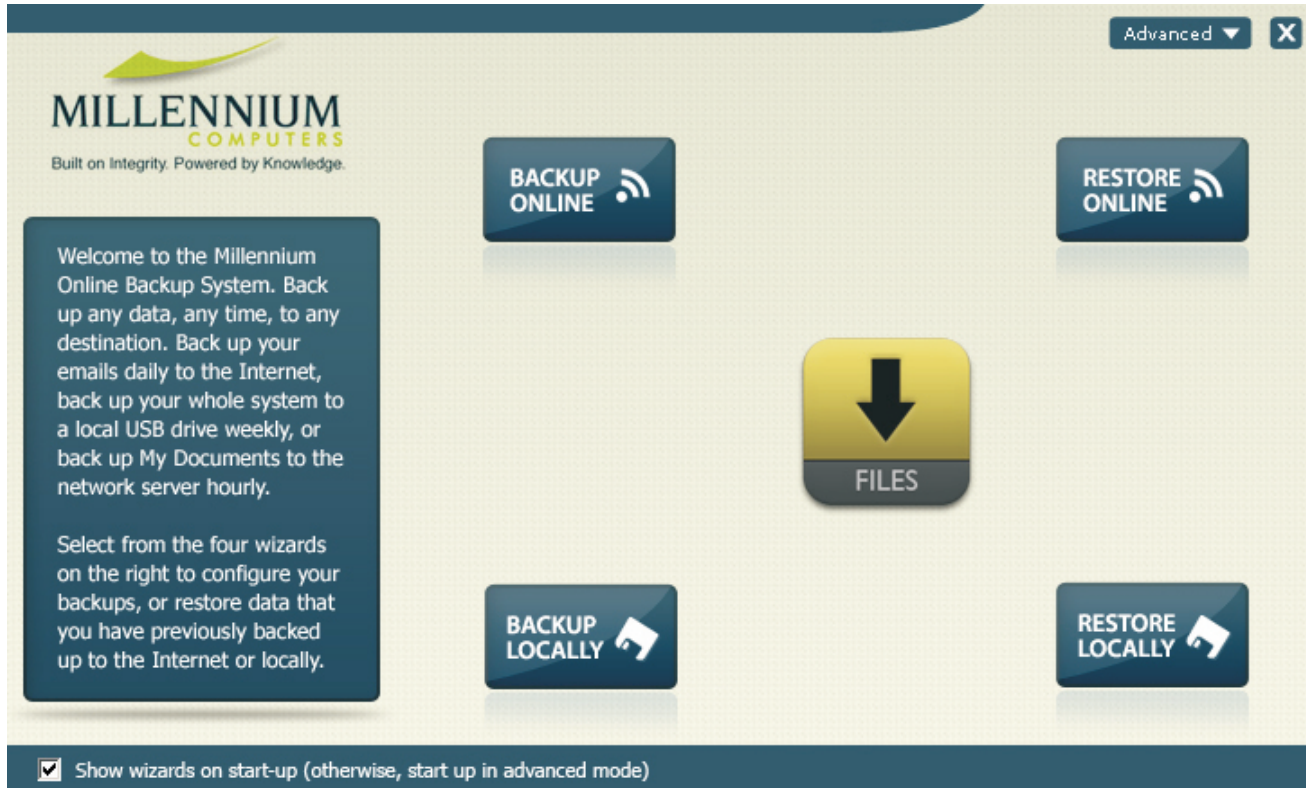 Advanced
X
MILLENNIUM
COMPUTERS
Built on Integrity. Powered by Knowledge.
Welcome to the Millennium
Online Backup System. Back
up any data, any time, to any
destination. Back up your
emails daily to the Internet,
back up your whole system to
a local USB drive weekly, or
back up My Documents to the
network server hourly.
Select from the four wizards
on the right to configure your
backups, or restore data that
you have previously backed
up to the Internet or locally.
BACKUP
ONLINE
RESTORE
ONLINE
FILES
BACKUP
LOCALLY
RESTORE
LOCALLY
Show wizards on start-up (otherwise, start up in advanced mode)